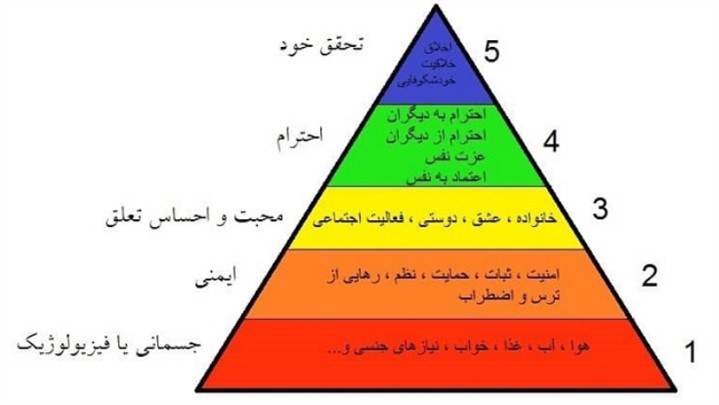 تحقق خود
اخلاق
خلاقیت
خودشکوفایی
5
احترام
احترام به دیگران
احترام از دیگران
عزت نفس
اعتماد به نفس
4
محبت و احساس تعلق
خانواده ، عشق ، دوستی ، فعالیت اجتماعی
3
ایمنی
امنیت ، ثبات ، حمایت ، نظم ، رهایی از
ترس و اضطراب
2
جسمانی یا فیزیولوژیک
هوا ، آب ، غذا ، خواب ، نیازهای جنسی و...
1